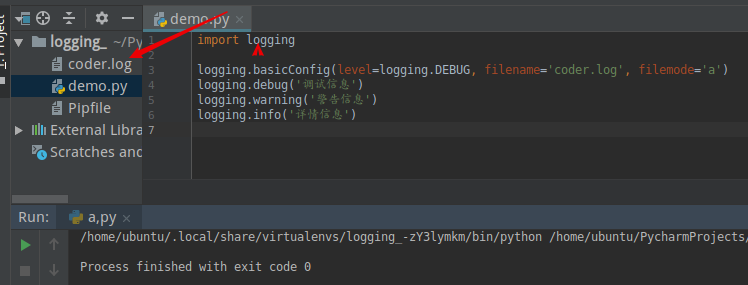 Project
demo.py
logging_ ~/Py
coder.log
demo.py
Pipfile
External Libra
Scratches and
1 import logging
2
3 logging.basicConfig(level=logging.DEBUG, filename='coder.log', filemode='a')
4 logging.debug('调试信息')
5 logging.warning('警告信息')
6 logging.info('详情信息')
7
Run: a,py
/home/ubuntu/.local/share/virtualenvs/logging_-zY3lymkm/bin/python /home/ubuntu/PycharmProjects/
Process finished with exit code 0